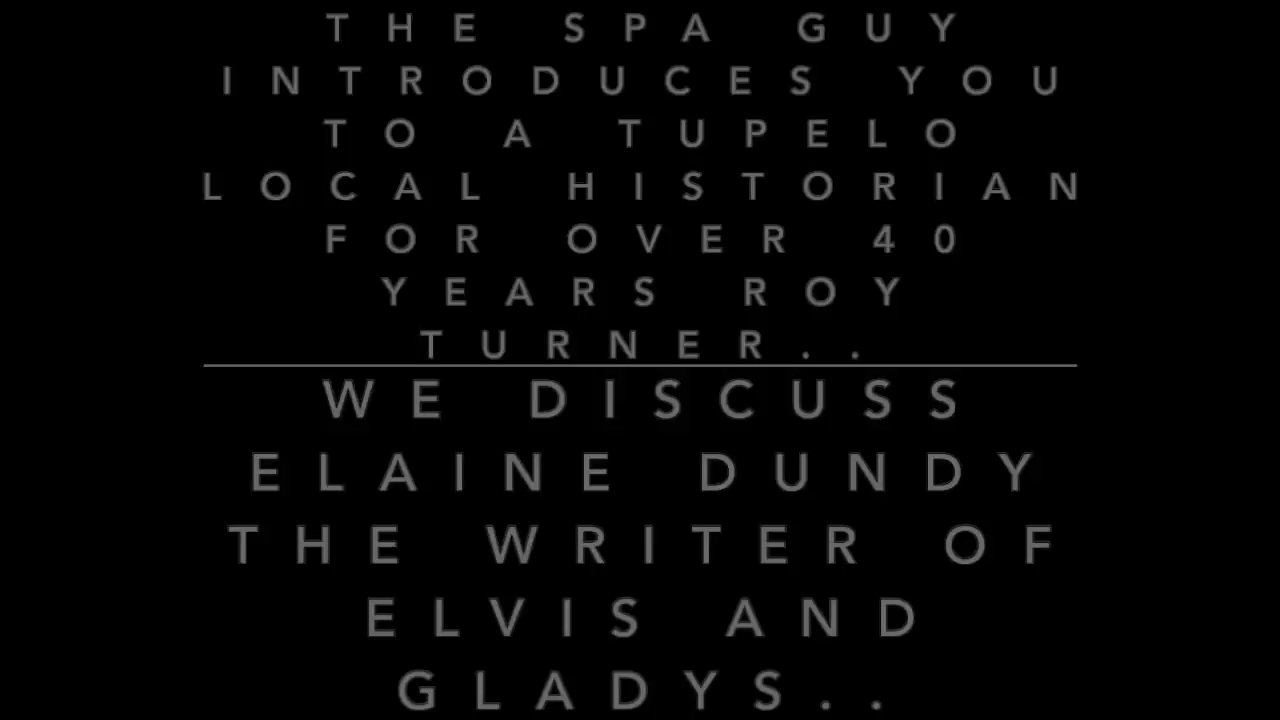 THE SPA GUY
INTRODUCES YOU
TO A TUPELO
LOCAL HISTORIAN
FOR OVER 40
YEARS ROY
TURNER..
WE DISCUSS
ELAINE DUNDY
THE WRITER OF
ELVIS AND
GLADYS..